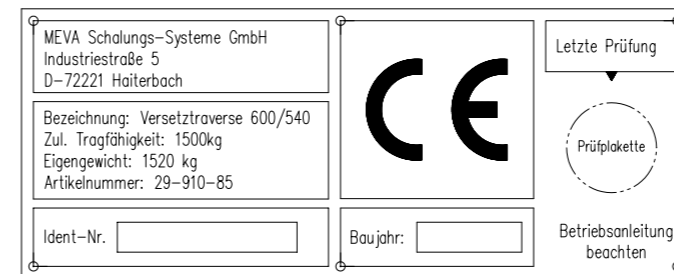 MEVA Schalungs-Systeme GmbH
Industriestraße 5
D-72221 Haiterbach
Bezeichnung: Versetztraverse 600/540
Zul. Tragfähigkeit: 1500kg
Eigengewicht: 1520 kg
Artikelnummer: 29-910-85
Ident-Nr.
CE
Baujahr:
Letzte Prüfung
Prüfplakette
Betriebsanleitung
beachten